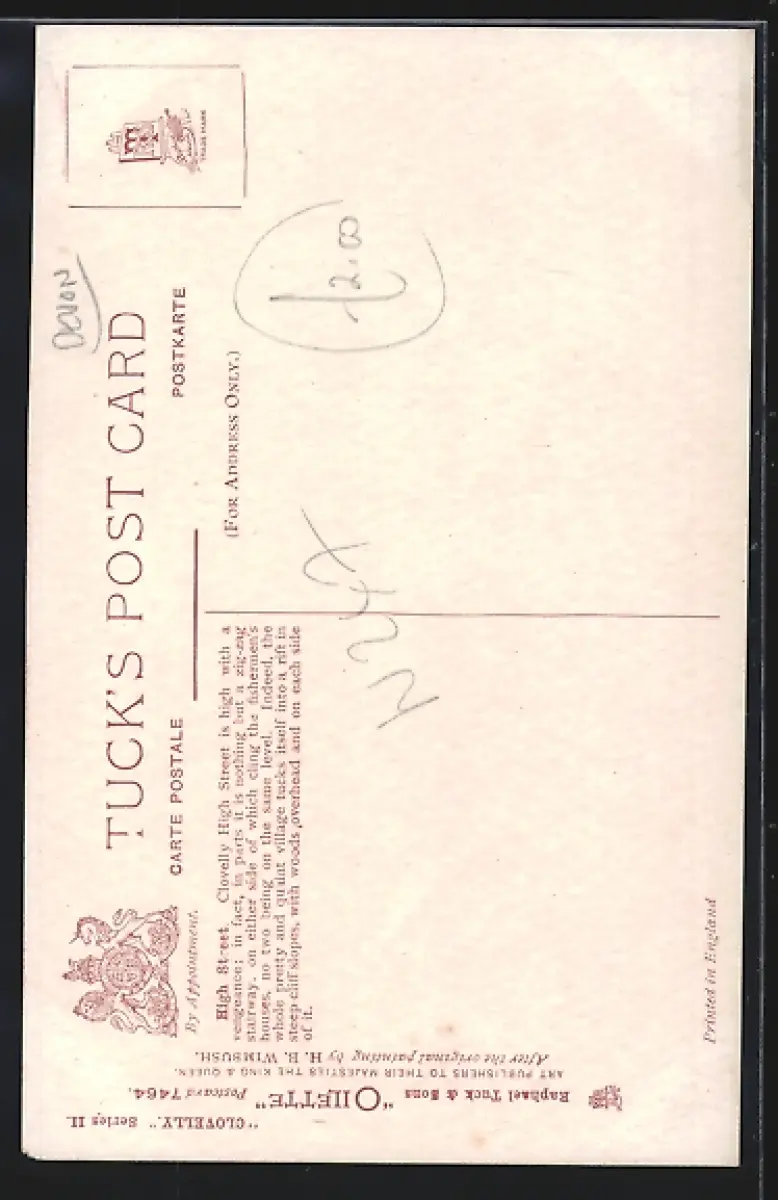 TUCK'S POST CARD
DEVON
CARTE POSTALE
POSTKARTE
TRADE MARK
By Appointment.
(FOR ADDRESS ONLY.)
£2.00
High Street. Clovelly High Street is high with a
vengeance; in fact, in parts it is nothing but a zig-zag
stairway, on either side of which cling the fishermen's
houses, no two being on the same level. Indeed, the
whole pretty and quaint village tucks itself into a rift in
steep cliff slopes, with woods overhead and on each side
of it.
Printed in England
"CLOVELLY." Series II.
Raphael Tuck & Sons "OILETTE" Postcard 7464.
ART PUBLISHERS TO THEIR MAJESTIES THE KING & QUEEN.
After the original painting by H. B. WIMBUSH.